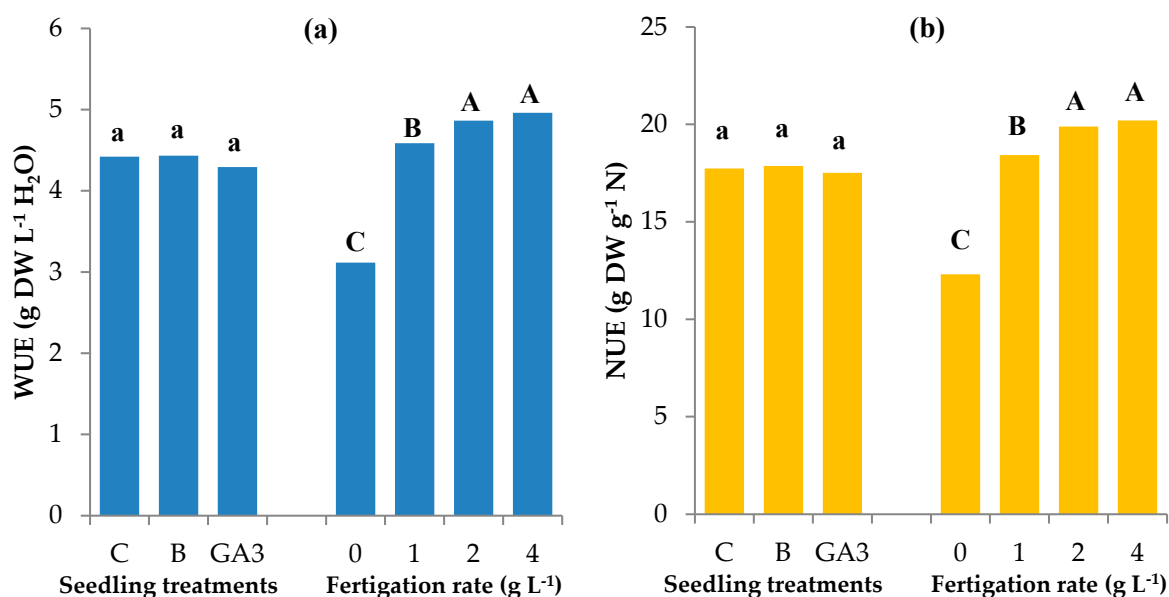 (a)
WUE (g DW L⁻¹ H₂O)
6
5
4
3
2
1
0
a
a
a
C
B
A
A
C B GA3 0 1 2 4
Seedling treatments Fertigation rate (g L⁻¹)
(b)
NUE (g DW g⁻¹ N)
25
20
15
10
5
0
a
a
a
C
B
A
A
C B GA3 0 1 2 4
Seedling treatments Fertigation rate (g L⁻¹)